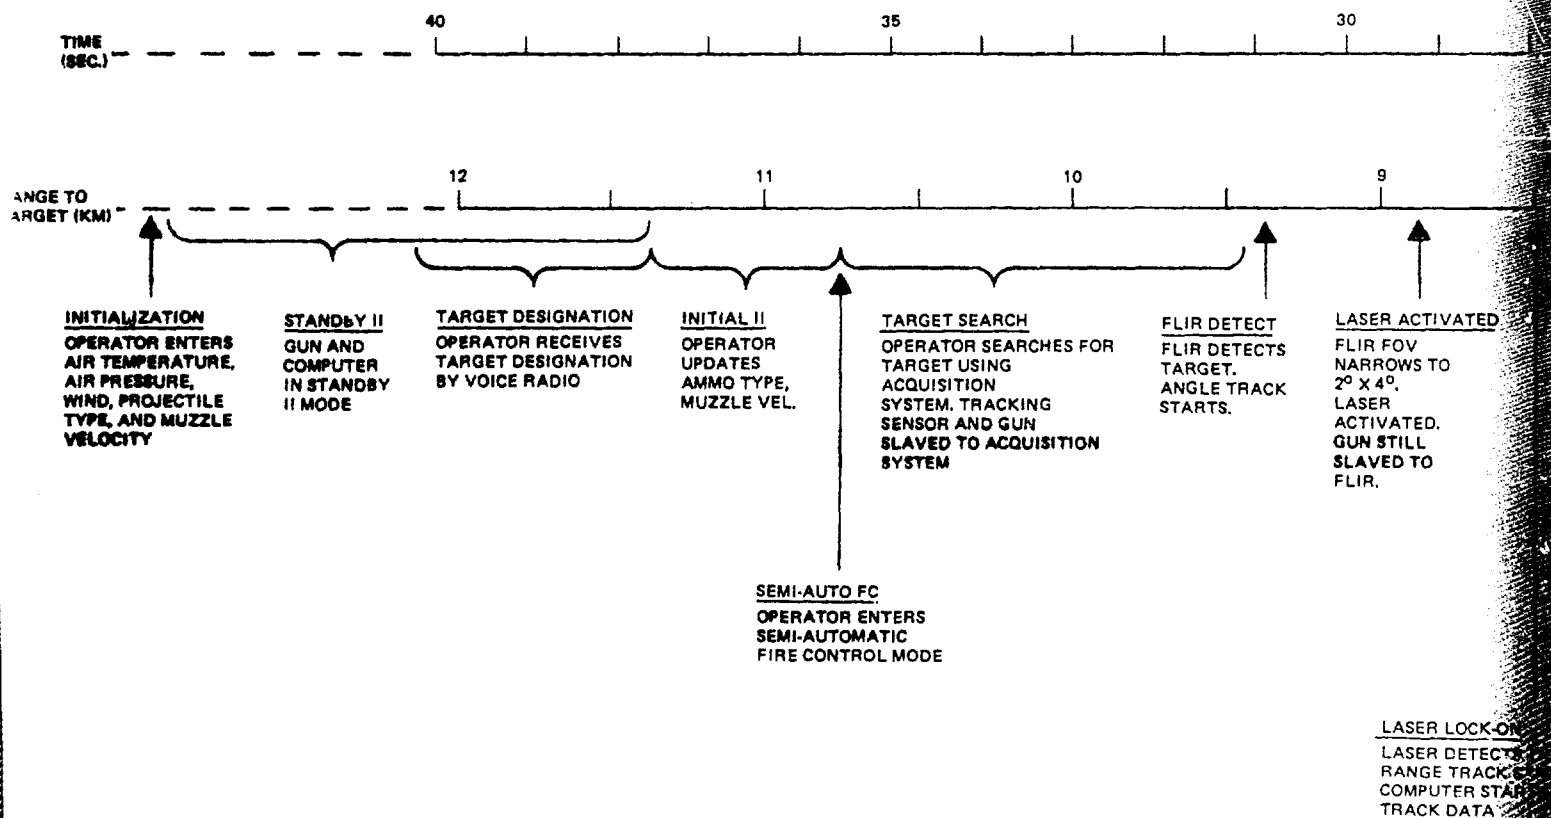 40 35 30
TIME
(SEC.)
12 11 10 9
ANGE TO
ARGET (KM)
INITIALIZATION
OPERATOR ENTERS
AIR TEMPERATURE,
AIR PRESSURE,
WIND, PROJECTILE
TYPE, AND MUZZLE
VELOCITY
STANDBY II
GUN AND
COMPUTER
IN STANDBY
II MODE
TARGET DESIGNATION
OPERATOR RECEIVES
TARGET DESIGNATION
BY VOICE RADIO
INITIAL II
OPERATOR
UPDATES
AMMO TYPE,
MUZZLE VEL.
TARGET SEARCH
OPERATOR SEARCHES FOR
TARGET USING
ACQUISITION
SYSTEM. TRACKING
SENSOR AND GUN
SLAVED TO ACQUISITION
SYSTEM
FLIR DETECT
FLIR DETECTS
TARGET.
ANGLE TRACK
STARTS.
LASER ACTIVATED
FLIR FOV
NARROWS TO
2° X 4°.
LASER
ACTIVATED.
GUN STILL
SLAVED TO
FLIR.
SEMI-AUTO FC
OPERATOR ENTERS
SEMI-AUTOMATIC
FIRE CONTROL MODE
LASER LOCK-ON
LASER DETECTS
RANGE TRACK
COMPUTER
TRACK DATA